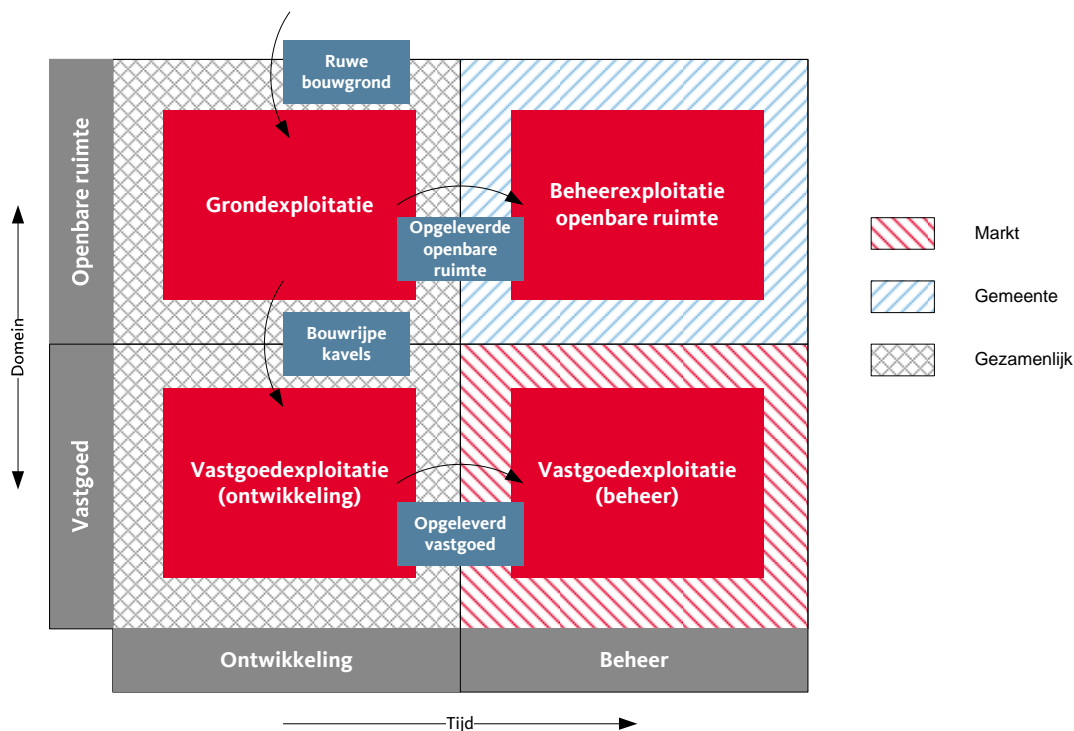 Ruwe
bouwgrond
Openbare ruimte
Grondexploitatie
Beheerexploitatie
openbare ruimte
Opgeleverde
openbare
ruimte
Markt
Gemeente
Gezamenlijk
Domein
Bouwrijpe
kavels
Vastgoed
Vastgoedexploitatie
(ontwikkeling)
Vastgoedexploitatie
(beheer)
Opgeleverd
vastgoed
Ontwikkeling
Beheer
Tijd